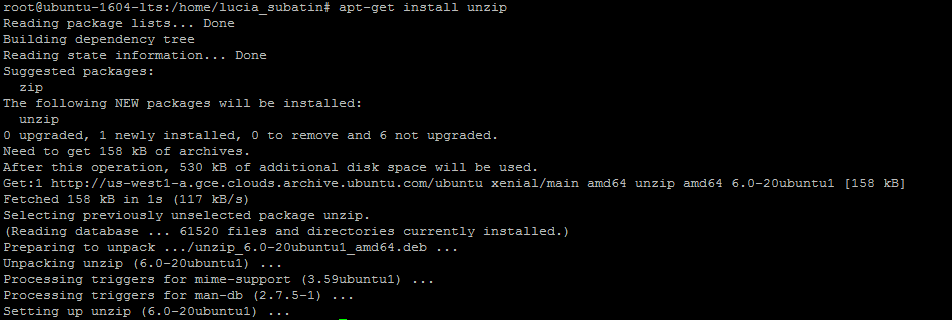 root@ubuntu-1604-lts:/home/lucia_subatin# apt-get install unzip
Reading package lists... Done
Building dependency tree
Reading state information... Done
Suggested packages:
  zip
The following NEW packages will be installed:
  unzip
0 upgraded, 1 newly installed, 0 to remove and 6 not upgraded.
Need to get 158 kB of archives.
After this operation, 530 kB of additional disk space will be used.
Get:1 http://us-west1-a.gce.clouds.archive.ubuntu.com/ubuntu xenial/main amd64 unzip amd64 6.0-20ubuntu1 [158 kB]
Fetched 158 kB in 1s (117 kB/s)
Selecting previously unselected package unzip.
(Reading database ... 61520 files and directories currently installed.)
Preparing to unpack .../unzip_6.0-20ubuntu1_amd64.deb ...
Unpacking unzip (6.0-20ubuntu1) ...
Processing triggers for mime-support (3.59ubuntu1) ...
Processing triggers for man-db (2.7.5-1) ...
Setting up unzip (6.0-20ubuntu1) ...